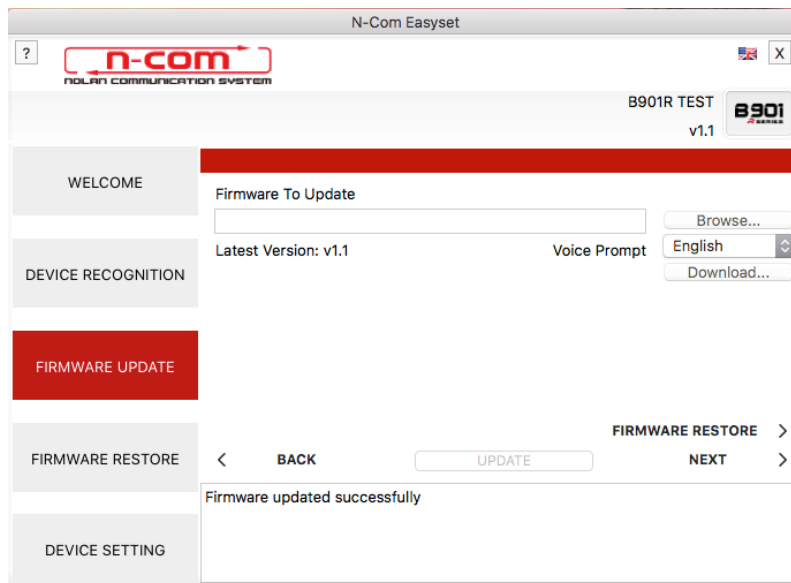 N-Com Easyset
?
n-com
X
NOLAN COMMUNICATION SYSTEM
B901R TEST
v1.1
B901
R SERIES
WELCOME
DEVICE RECOGNITION
FIRMWARE UPDATE
FIRMWARE RESTORE
DEVICE SETTING
Firmware To Update
Browse...
Latest Version: v1.1
Voice Prompt
English
Download...
FIRMWARE RESTORE >
< BACK
UPDATE
NEXT >
Firmware updated successfully